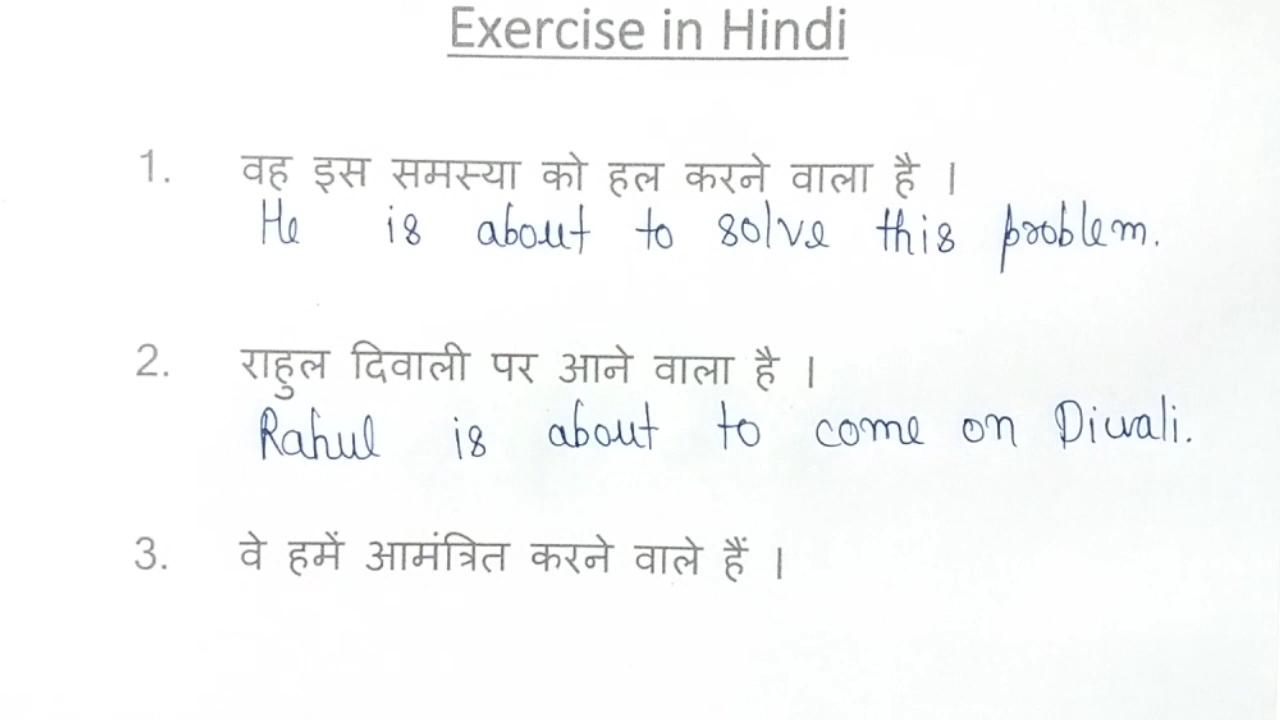 Exercise in Hindi
1. वह इस समस्या को हल करने वाला है ।
He is about to solve this problem.
2. राहुल दिवाली पर आने वाला है ।
Rahul is about to come on Diwali.
3. वे हमें आमंत्रित करने वाले हैं ।